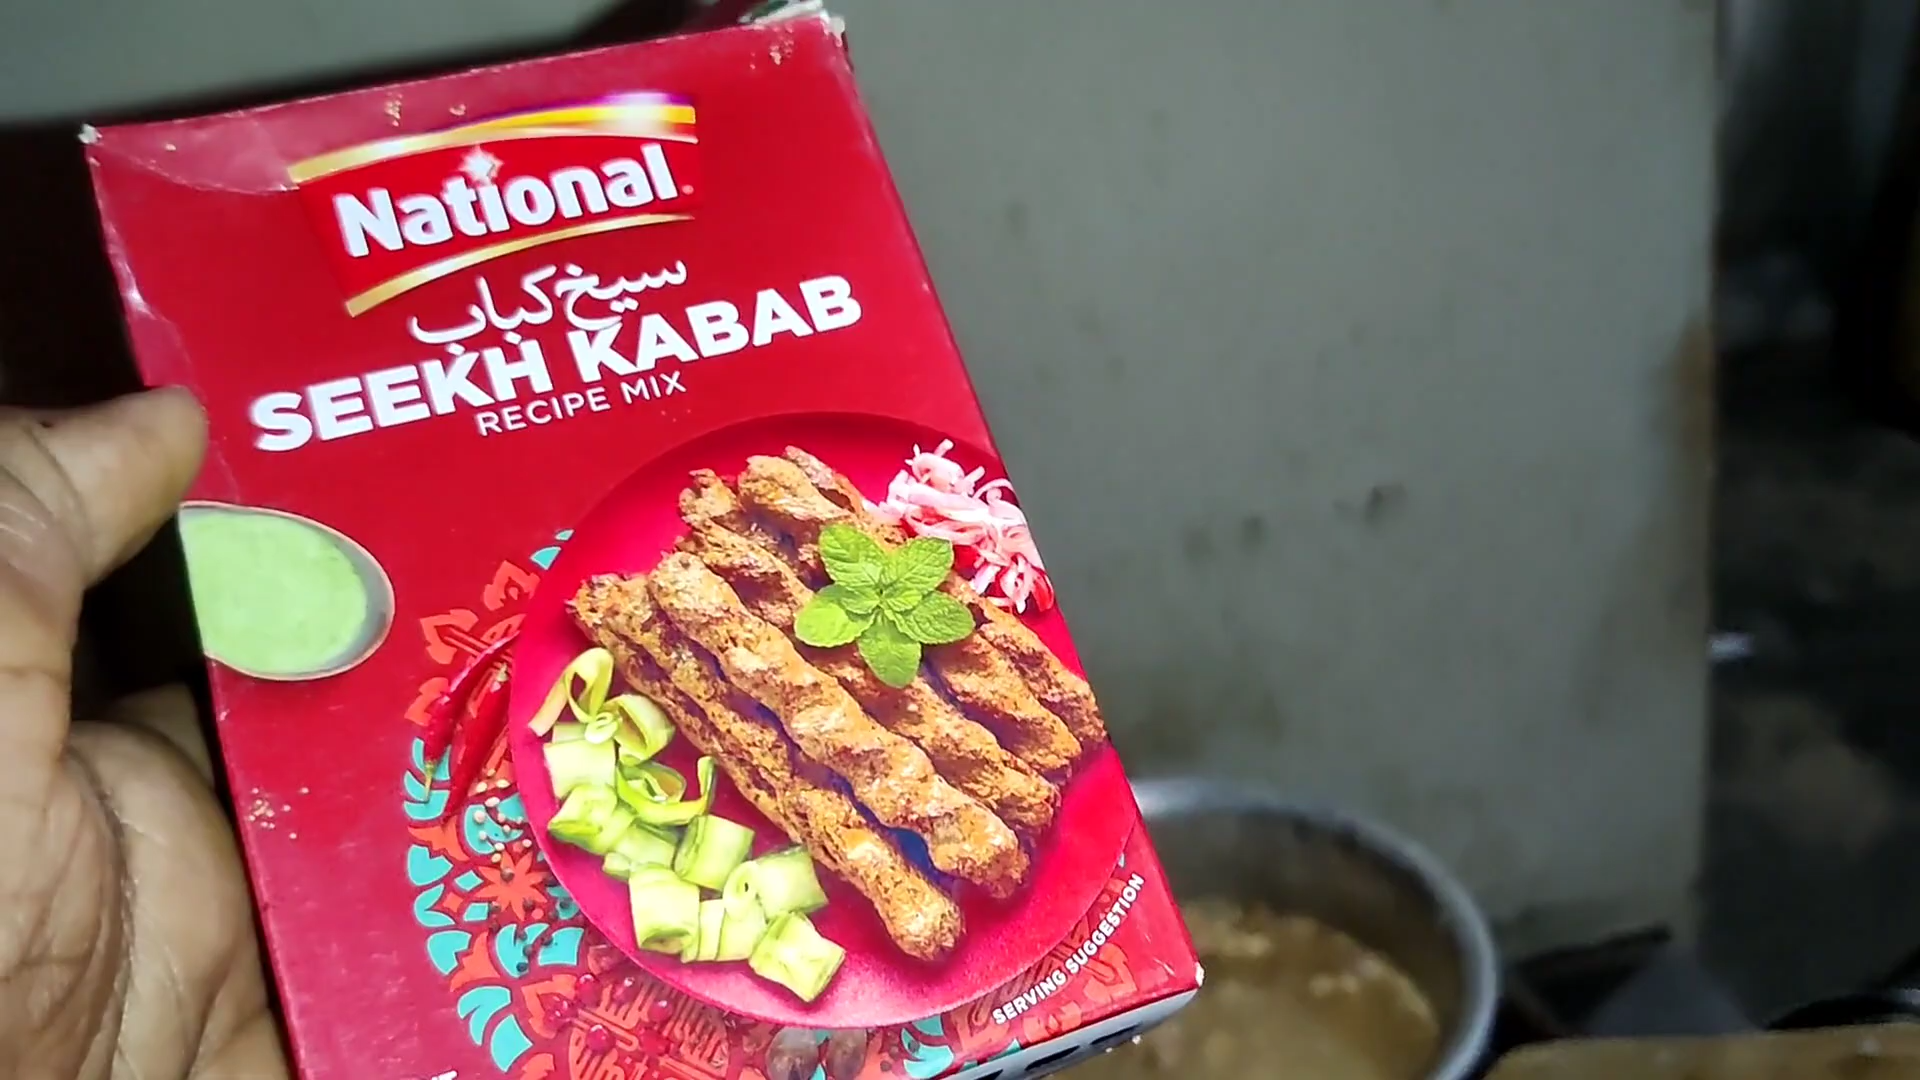 National
سیخ کباب
SEEKH KABAB
RECIPE MIX
SERVING SUGGESTION